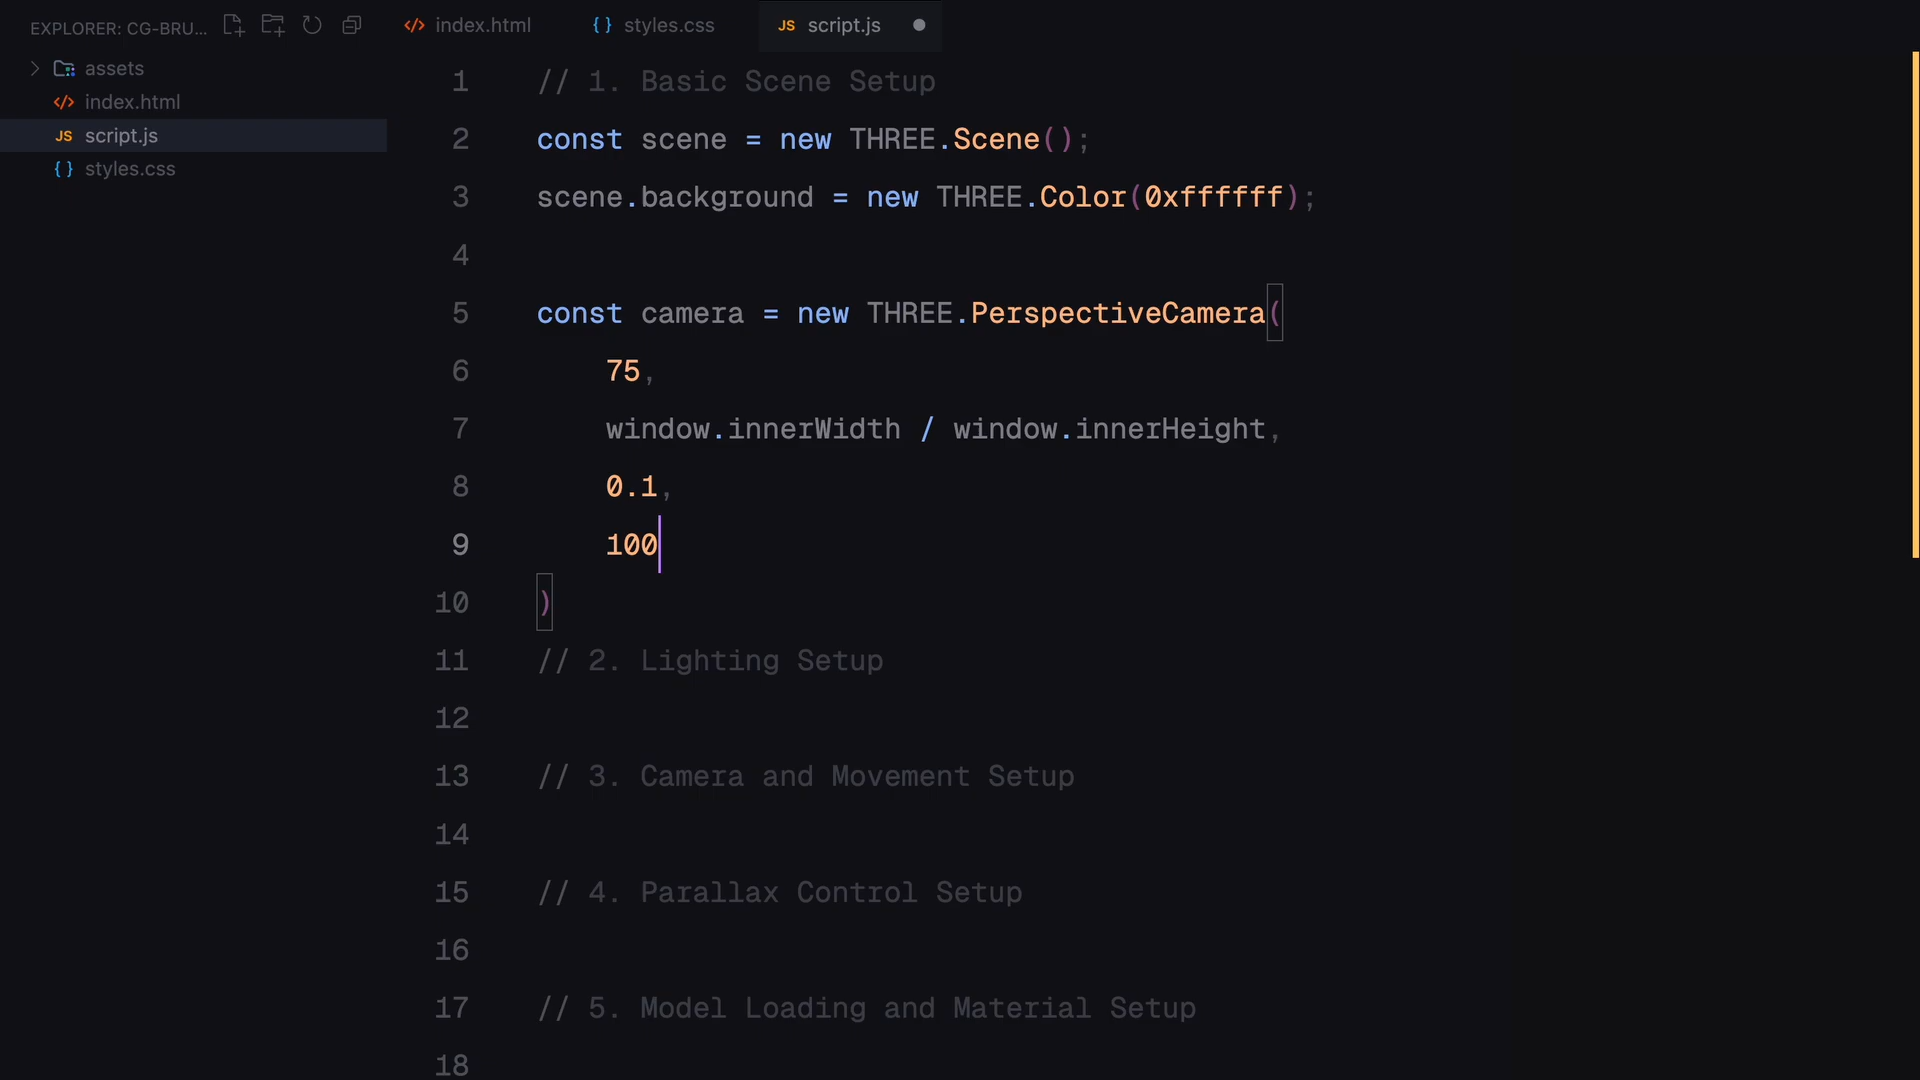 EXPLORER: CG-BRU...
assets
</> index.html
JS script.js
{ } styles.css
</> index.html
{ } styles.css
JS script.js
1 // 1. Basic Scene Setup
2 const scene = new THREE.Scene();
3 scene.background = new THREE.Color(0xffffff);
4
5 const camera = new THREE.PerspectiveCamera(
6 75,
7 window.innerWidth / window.innerHeight,
8 0.1,
9 100
10 )
11 // 2. Lighting Setup
12
13 // 3. Camera and Movement Setup
14
15 // 4. Parallax Control Setup
16
17 // 5. Model Loading and Material Setup
18